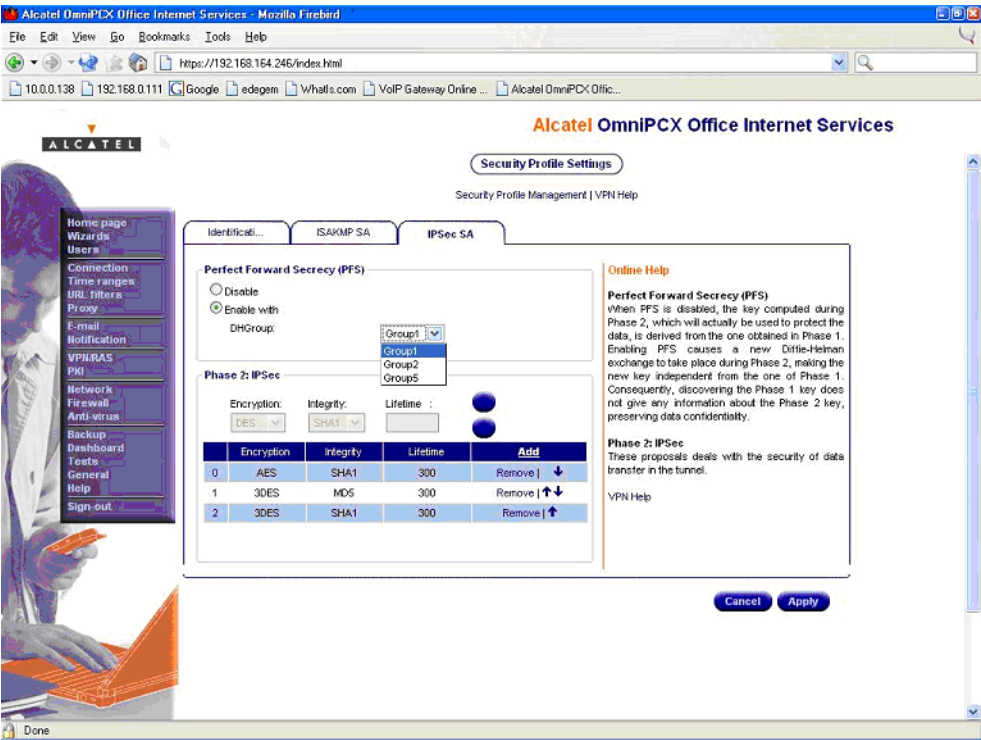 Alcatel OmniPCX Office Internet Services - Mozilla Firebird
File Edit View Go Bookmarks Tools Help
https://192.168.164.246/index.html
10.0.0.138 192.168.0.111 Google edegem WhatIs.com VoIP Gateway Online ... Alcatel OmniPCX Offic...
ALCATEL
Alcatel OmniPCX Office Internet Services
Security Profile Settings
Security Profile Management | VPN Help
Home page
Wizards
Users
Connection
Time ranges
URL filters
Proxy
E-mail
Notification
VPN/RAS
PKI
Network
Firewall
Anti-virus
Backup
Dashboard
Tests
General
Help
Sign-out
Identificati... ISAKMP SA IPSec SA
Perfect Forward Secrecy (PFS)
Disable
Enable with
DHGroup: Group1
Group1
Group2
Group5
Phase 2: IPSec
Encryption: Integrity: Lifetime :
DES SHA1
Encryption Integrity Lifetime Add
0 AES SHA1 300 Remove |
1 3DES MD5 300 Remove |
2 3DES SHA1 300 Remove |
Online Help
Perfect Forward Secrecy (PFS)
When PFS is disabled, the key computed during
Phase 2, which will actually be used to protect the
data, is derived from the one obtained in Phase 1.
Enabling PFS causes a new Diffie-Helman
exchange to take place during Phase 2, making the
new key independent from the one of Phase 1.
Consequently, discovering the Phase 1 key does
not give any information about the Phase 2 key,
preserving data confidentiality.
Phase 2: IPSec
These proposals deals with the security of data
transfer in the tunnel.
VPN Help
Cancel Apply
Done